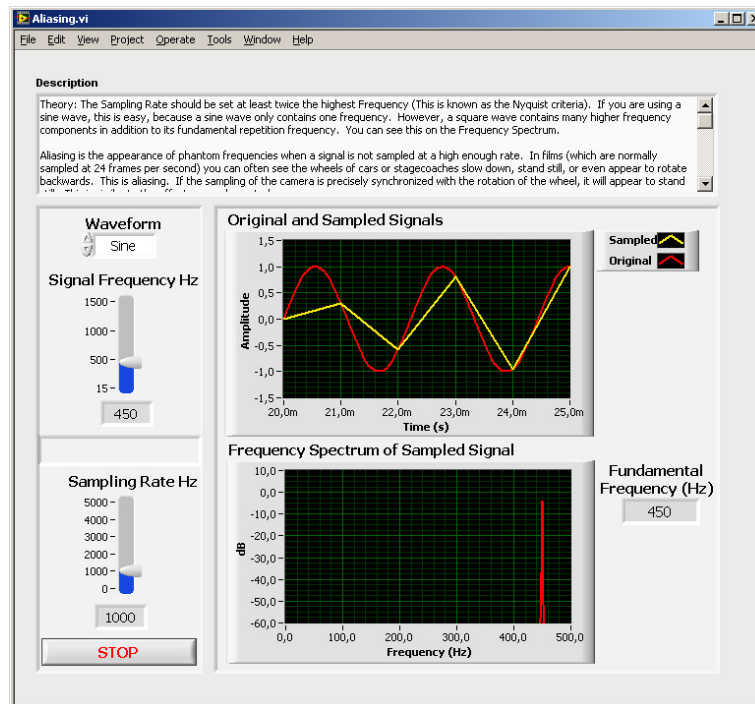 Aliasing.vi
File Edit View Project Operate Tools Window Help
Description
Theory: The Sampling Rate should be set at least twice the highest Frequency (This is known as the Nyquist criteria). If you are using a
sine wave, this is easy, because a sine wave only contains one frequency. However, a square wave contains many higher frequency
components in addition to its fundamental repetition frequency. You can see this on the Frequency Spectrum.
Aliasing is the appearance of phantom frequencies when a signal is not sampled at a high enough rate. In films (which are normally
sampled at 24 frames per second) you can often see the wheels of cars or stagecoaches slow down, stand still, or even appear to rotate
backwards. This is aliasing. If the sampling of the camera is precisely synchronized with the rotation of the wheel, it will appear to stand
Waveform
Sine
Signal Frequency Hz
1500
1000
500
15
450
Sampling Rate Hz
5000
4000
3000
2000
1000
0
1000
STOP
Original and Sampled Signals
Sampled
Original
Amplitude
1,5
1,0
0,5
0,0
-0,5
-1,0
-1,5
20,0m 21,0m 22,0m 23,0m 24,0m 25,0m
Time (s)
Frequency Spectrum of Sampled Signal
dB
10,0
0,0
-10,0
-20,0
-30,0
-40,0
-50,0
-60,0
0,0 100,0 200,0 300,0 400,0 500,0
Frequency (Hz)
Fundamental
Frequency (Hz)
450